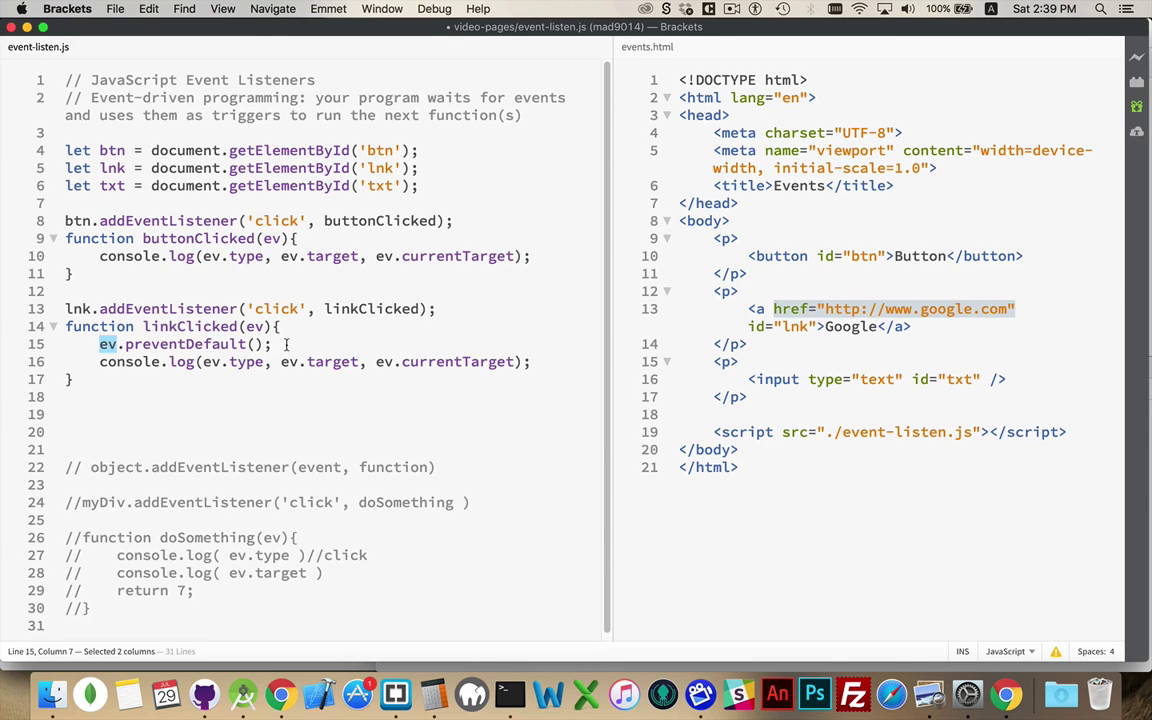 Brackets File Edit Find View Navigate Emmet Window Debug Help 100% A Sat 2:39 PM
• video-pages/event-listen.js (mad9014) — Brackets
event-listen.js
1 // JavaScript Event Listeners
2 // Event-driven programming: your program waits for events
and uses them as triggers to run the next function(s)
3
4 let btn = document.getElementById('btn');
5 let lnk = document.getElementById('lnk');
6 let txt = document.getElementById('txt');
7
8 btn.addEventListener('click', buttonClicked);
9 function buttonClicked(ev){
10 console.log(ev.type, ev.target, ev.currentTarget);
11 }
12
13 lnk.addEventListener('click', linkClicked);
14 function linkClicked(ev){
15 ev.preventDefault();
16 console.log(ev.type, ev.target, ev.currentTarget);
17 }
18
19
20
21
22 // object.addEventListener(event, function)
23
24 //myDiv.addEventListener('click', doSomething )
25
26 //function doSomething(ev){
27 // console.log( ev.type )//click
28 // console.log( ev.target )
29 // return 7;
30 //}
31
events.html
1 <!DOCTYPE html>
2 <html lang="en">
3 <head>
4 <meta charset="UTF-8">
5 <meta name="viewport" content="width=device-
width, initial-scale=1.0">
6 <title>Events</title>
7 </head>
8 <body>
9 <p>
10 <button id="btn">Button</button>
11 </p>
12 <p>
13 <a href="http://www.google.com"
id="lnk">Google</a>
14 </p>
15 <p>
16 <input type="text" id="txt" />
17 </p>
18
19 <script src="./event-listen.js"></script>
20 </body>
21 </html>
Line 15, Column 7 — Selected 2 columns — 31 Lines INS JavaScript Spaces: 4
JUL
29
1
An Ps Fz